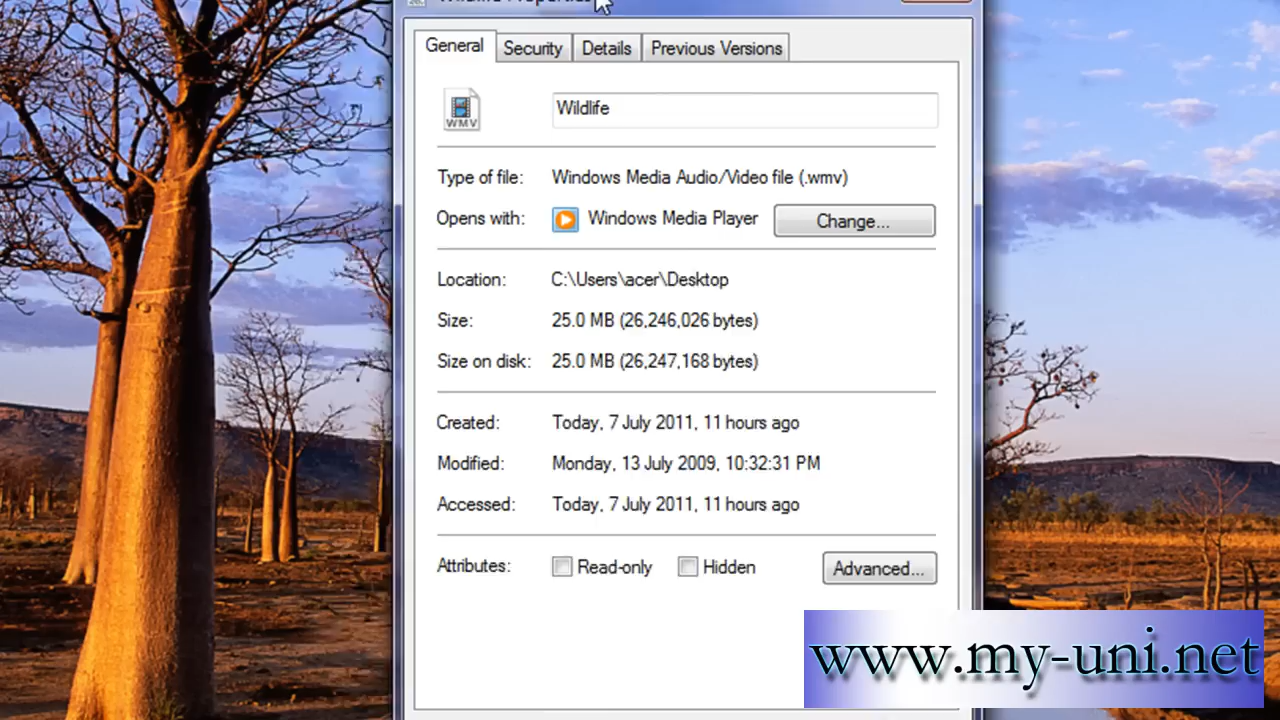 Wildlife Properties
General Security Details Previous Versions
WMV
Wildlife
Type of file: Windows Media Audio/Video file (.wmv)
Opens with: Windows Media Player Change...
Location: C:\Users\acer\Desktop
Size: 25.0 MB (26,246,026 bytes)
Size on disk: 25.0 MB (26,247,168 bytes)
Created: Today, 7 July 2011, 11 hours ago
Modified: Monday, 13 July 2009, 10:32:31 PM
Accessed: Today, 7 July 2011, 11 hours ago
Attributes: Read-only Hidden Advanced...
www.my-uni.net